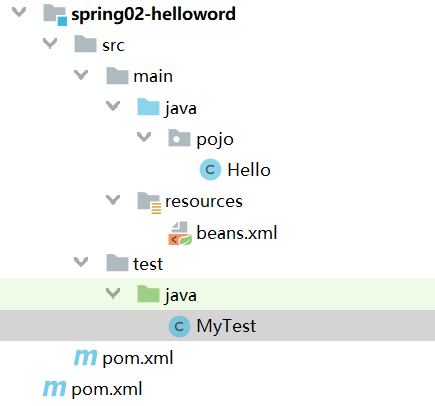 spring02-helloword
src
main
java
pojo
Hello
resources
beans.xml
test
java
MyTest
pom.xml
pom.xml